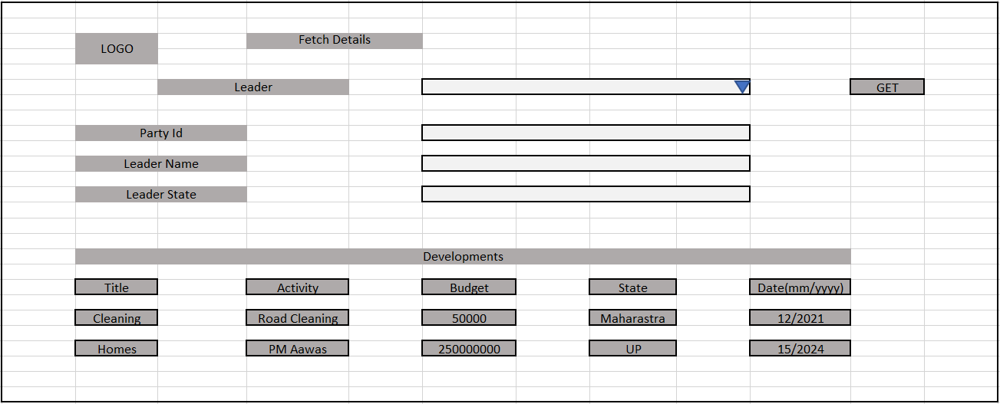 LOGO
Fetch Details
Leader
GET
Party Id
Leader Name
Leader State
Developments
Title Activity Budget State Date(mm/yyyy)
Cleaning Road Cleaning 50000 Maharastra 12/2021
Homes PM Aawas 250000000 UP 15/2024